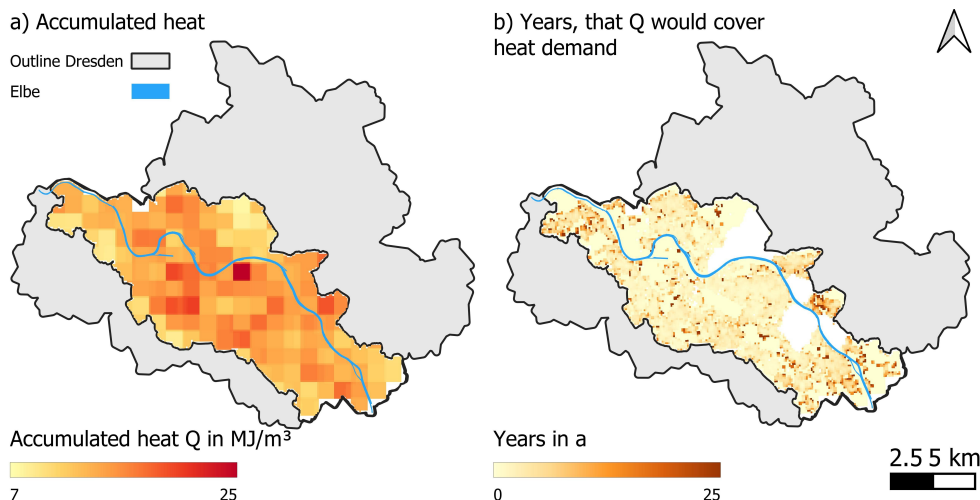 a) Accumulated heat
Outline Dresden
Elbe
b) Years, that Q would cover
heat demand
Accumulated heat Q in MJ/m³
7 25
Years in a
0 25
2.5 5 km